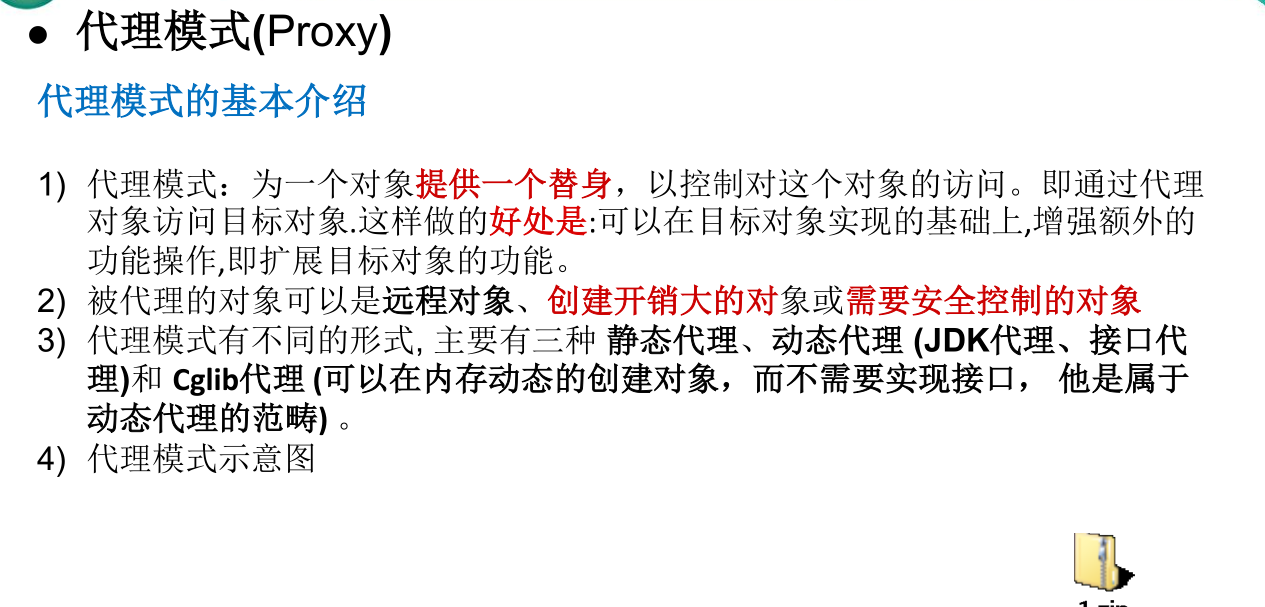 ● 代理模式(Proxy)
代理模式的基本介绍
1) 代理模式：为一个对象提供一个替身，以控制对这个对象的访问。即通过代理
对象访问目标对象.这样做的好处是:可以在目标对象实现的基础上,增强额外的
功能操作,即扩展目标对象的功能。
2) 被代理的对象可以是远程对象、创建开销大的对象或需要安全控制的对象
3) 代理模式有不同的形式, 主要有三种 静态代理、动态代理 (JDK代理、接口代
理)和 Cglib代理 (可以在内存动态的创建对象，而不需要实现接口， 他是属于
动态代理的范畴) 。
4) 代理模式示意图
1.zip